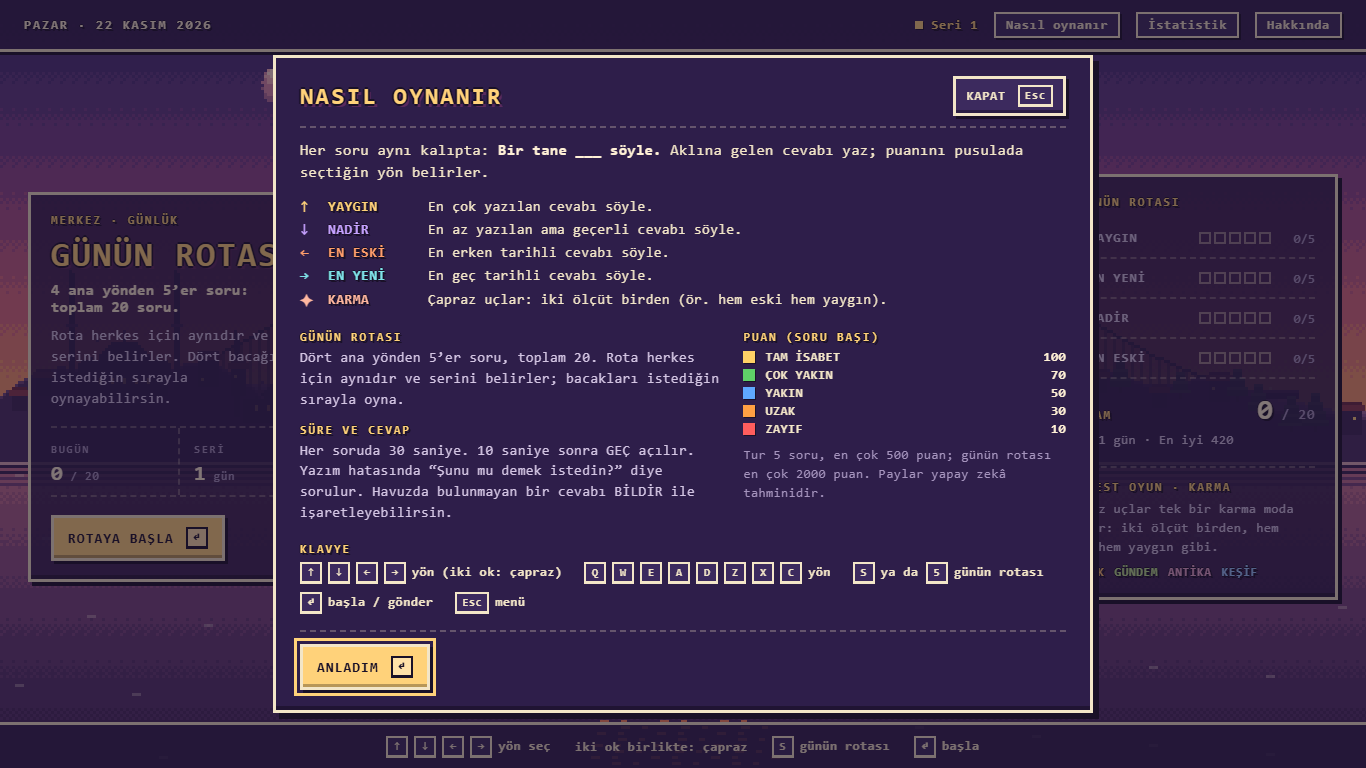 PAZAR · 22 KASIM 2026
Seri 1
Nasıl oynanır
İstatistik
Hakkında
NASIL OYNANIR
KAPAT Esc
Her soru aynı kalıpta: Bir tane ___ söyle. Aklına gelen cevabı yaz; puanını pusulada
seçtiğin yön belirler.
↑ YAYGIN En çok yazılan cevabı söyle.
↓ NADİR En az yazılan ama geçerli cevabı söyle.
← EN ESKİ En erken tarihli cevabı söyle.
→ EN YENİ En geç tarihli cevabı söyle.
✦ KARMA Çapraz uçlar: iki ölçüt birden (ör. hem eski hem yaygın).
GÜNÜN ROTASI
Dört ana yönden 5’er soru, toplam 20. Rota herkes
için aynıdır ve serini belirler; bacakları istediğin
sırayla oyna.
SÜRE VE CEVAP
Her soruda 30 saniye. 10 saniye sonra GEÇ açılır.
Yazım hatasında “Şunu mu demek istedin?” diye
sorulur. Havuzda bulunmayan bir cevabı BİLDİR ile
işaretleyebilirsin.
PUAN (SORU BAŞI)
TAM İSABET 100
ÇOK YAKIN 70
YAKIN 50
UZAK 30
ZAYIF 10
Tur 5 soru, en çok 500 puan; günün rotası
en çok 2000 puan. Paylar yapay zekâ
tahminidir.
KLAVYE
↑ ↓ ← → yön (iki ok: çapraz) Q W E A D Z X C yön S ya da 5 günün rotası
↲ başla / gönder Esc menü
ANLADIM ↲
MERKEZ · GÜNLÜK
GÜNÜN ROTAS
4 ana yönden 5’er soru:
toplam 20 soru.
Rota herkes için aynıdır ve
serini belirler. Dört bacağı
istediğin sırayla
oynayabilirsin.
BUGÜN
0 / 20
SERİ
1 gün
ROTAYA BAŞLA ↲
NÜN ROTASI
AYGIN 0/5
N YENİ 0/5
ADİR 0/5
N ESKİ 0/5
AM 0 / 20
1 gün · En iyi 420
EST OYUN · KARMA
z uçlar tek bir karma moda
r: iki ölçüt birden, hem
hem yaygın gibi.
K GÜNDEM ANTİKA KEŞİF
↑ ↓ ← → yön seç iki ok birlikte: çapraz S günün rotası ↲ başla